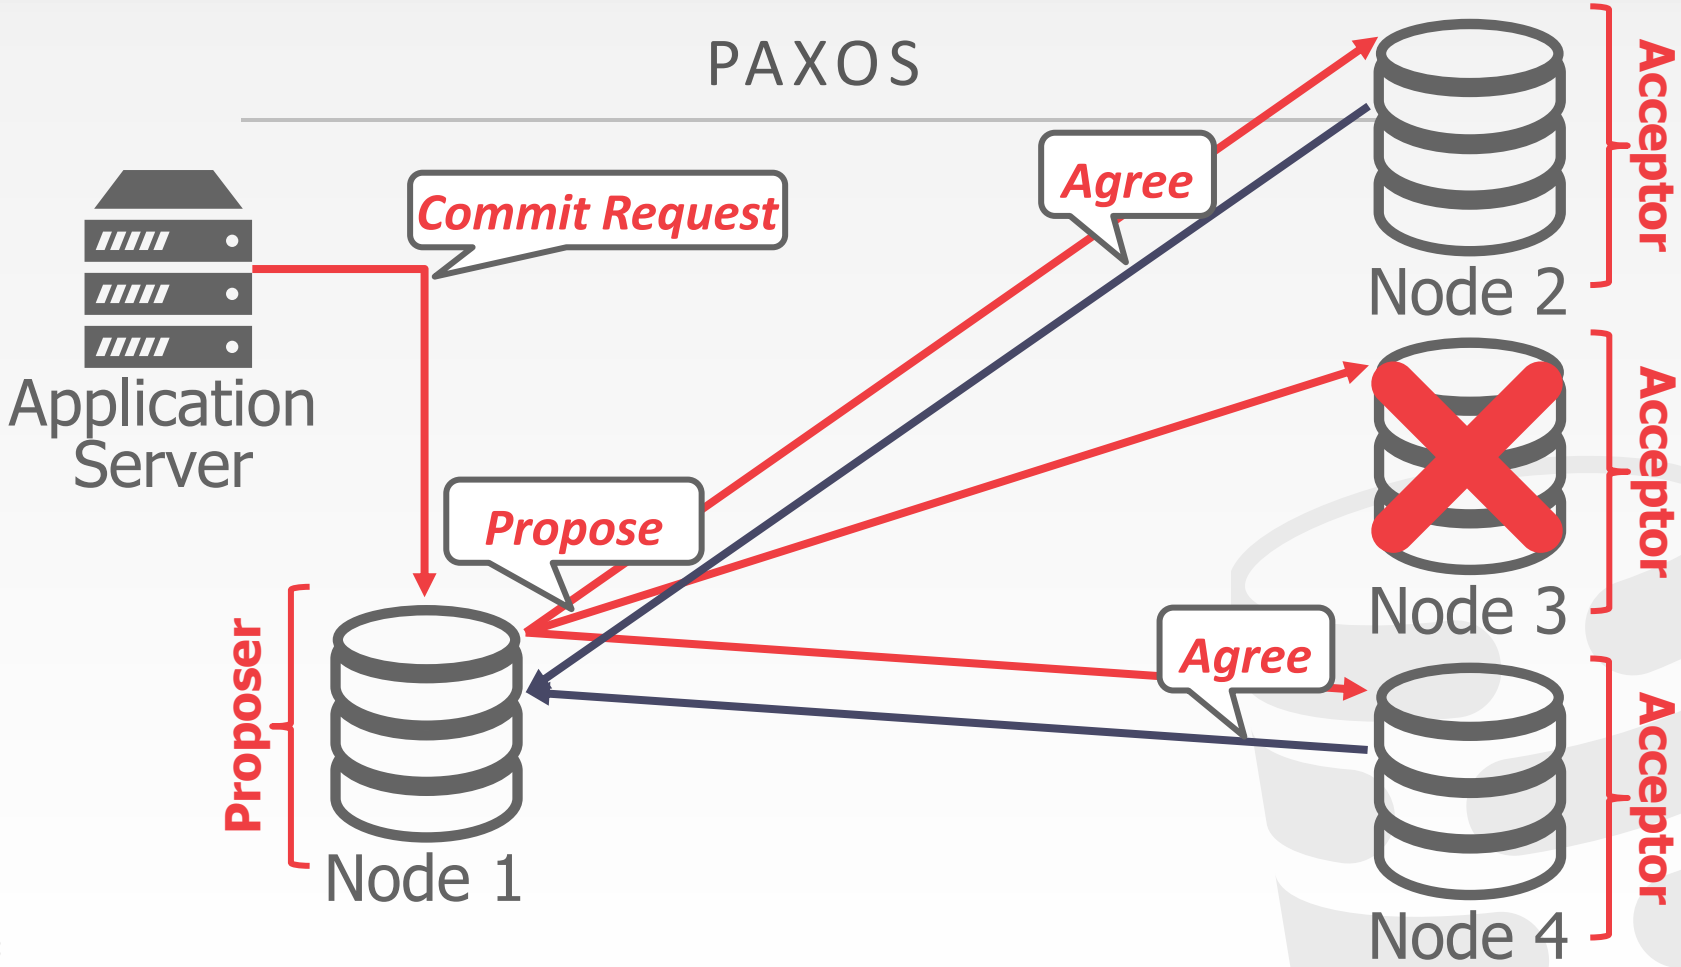 PAXOS
Commit Request
Agree
Acceptor
Node 2
Application
Server
Acceptor
Propose
Node 3
Agree
Proposer
Acceptor
Node 1
Node 4